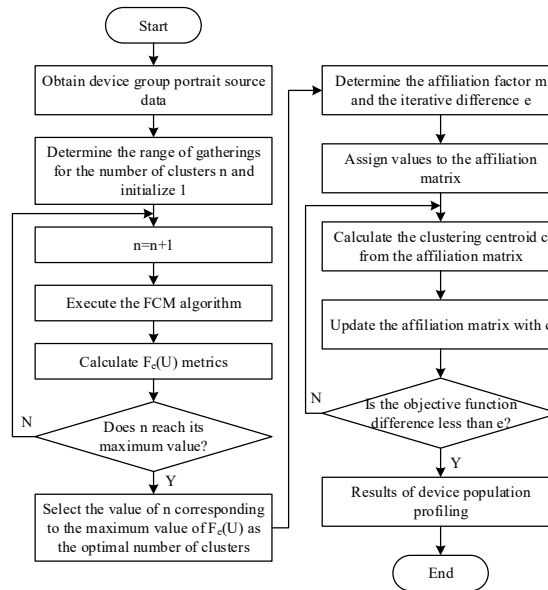 Start
Obtain device group portrait source
data
Determine the range of gatherings
for the number of clusters n and
initialize 1
n=n+1
Execute the FCM algorithm
Calculate Fe(U) metrics
N
Does n reach its
maximum value?
Y
Select the value of n corresponding
to the maximum value of Fe(U) as
the optimal number of clusters
Determine the affiliation factor m
and the iterative difference e
Assign values to the affiliation
matrix
Calculate the clustering centroid c
from the affiliation matrix
Update the affiliation matrix with c
N
Is the objective function
difference less than e?
Y
Results of device population
profiling
End